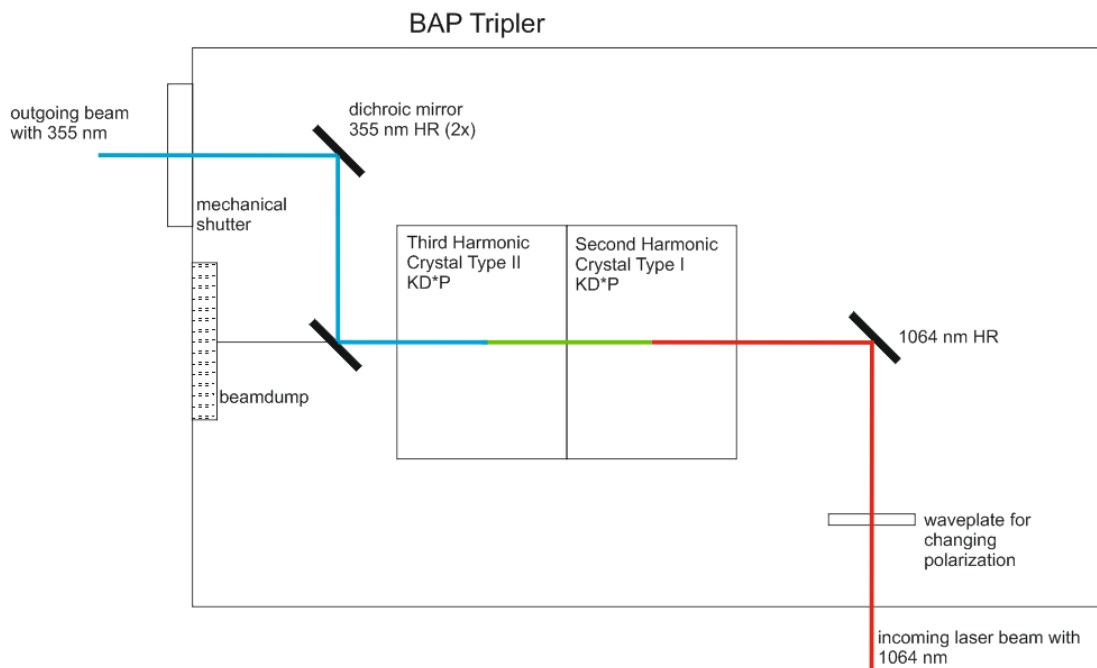 BAP Tripler
outgoing beam
with 355 nm
dichroic mirror
355 nm HR (2x)
mechanical
shutter
Third Harmonic
Crystal Type II
KD*P
Second Harmonic
Crystal Type I
KD*P
1064 nm HR
beamdump
waveplate for
changing
polarization
incoming laser beam with
1064 nm